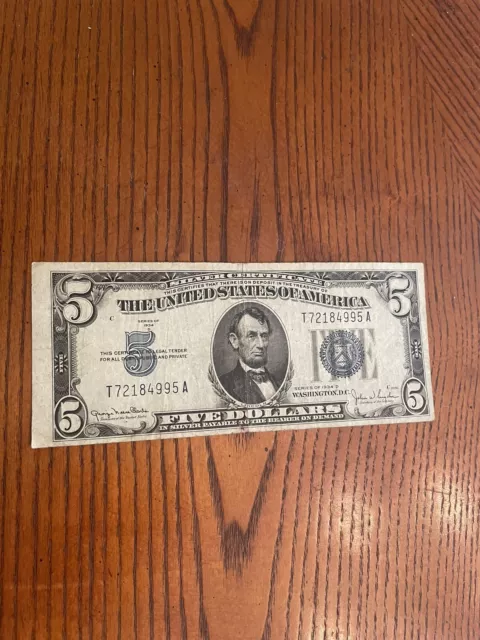 SILVER CERTIFICATE
THIS CERTIFIES THAT THERE IS ON DEPOSIT IN THE TREASURY OF
THE UNITED STATES OF AMERICA
5
5
C
T72184995A
SERIES OF
1934
5
THIS CERTIFICATE IS LEGAL TENDER
FOR ALL DEBTS PUBLIC AND PRIVATE
T72184995A
SERIES OF 1934 D
WASHINGTON, D.C.
5
5
FIVE DOLLARS
IN SILVER PAYABLE TO THE BEARER ON DEMAND